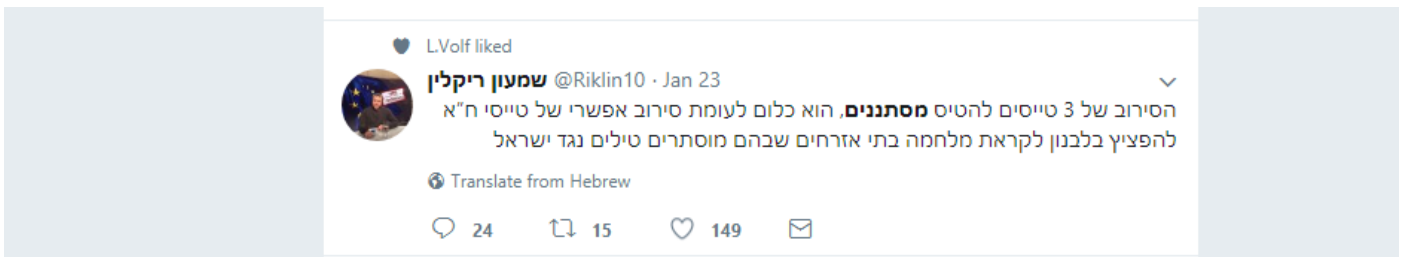 L.Volf liked
שמעון ריקלין @Riklin10 · Jan 23
הסירוב של 3 טייסים להטיס מסתננים, הוא כלום לעומת סירוב אפשרי של טייסי ח"א
להפציץ בלבנון לקראת מלחמה בתי אזרחים שבהם מוסתרים טילים נגד ישראל
Translate from Hebrew
24 15 149